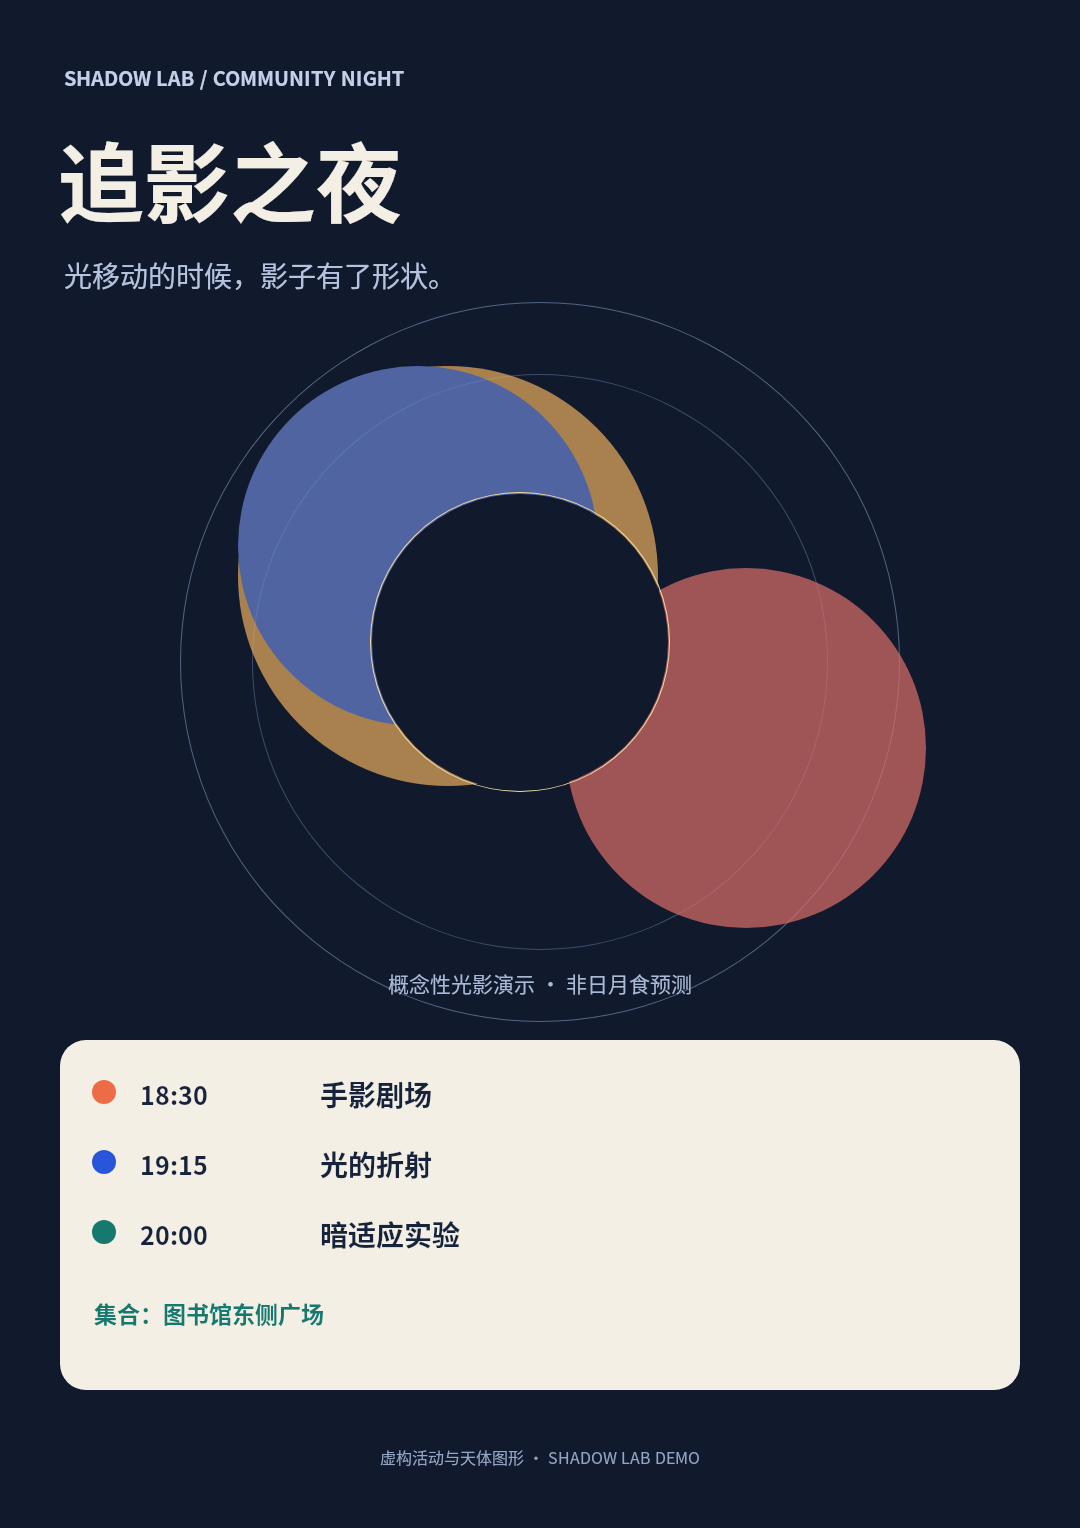 SHADOW LAB / COMMUNITY NIGHT
追影之夜
光移动的时候，影子有了形状。
概念性光影演示 · 非日月食预测
18:30 手影剧场
19:15 光的折射
20:00 暗适应实验
集合：图书馆东侧广场
虚构活动与天体图形 · SHADOW LAB DEMO